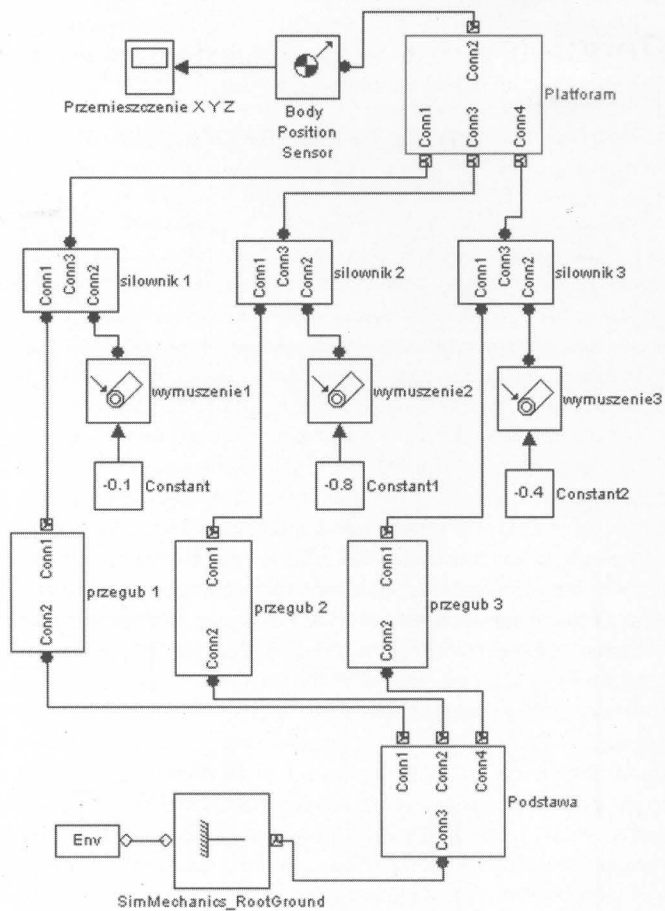 Conn2
Platforam
Conn1
Conn3
Conn4
Przemieszczenie X Y Z
Body
Position
Sensor
Conn1
Conn3
Conn2
silownik 1
Conn1
Conn3
Conn2
silownik 2
Conn1
Conn3
Conn2
silownik 3
wymuszenie1
wymuszenie2
wymuszenie3
-0.1
Constant
-0.8
Constant1
-0.4
Constant2
Conn1
Conn2
przegub 1
Conn1
Conn2
przegub 2
Conn1
Conn2
przegub 3
Conn1
Conn2
Conn4
Conn3
Podstawa
Env
SimMechanics_RootGround